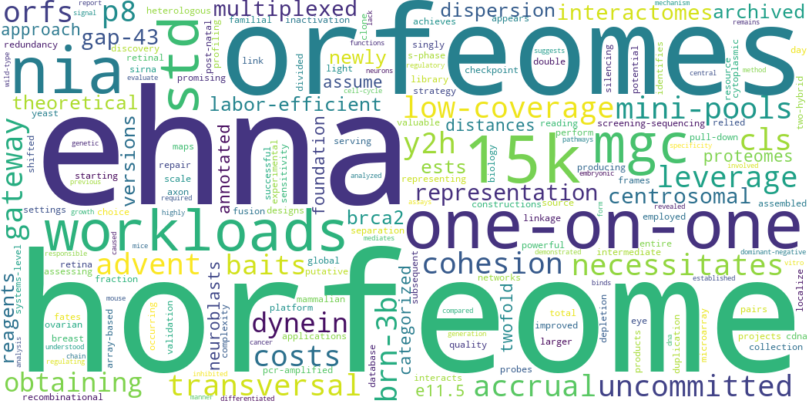 orfs p8 multiplexed dispersion interactomes archived
approach familial inactivation appears
report signal heterologous redundancy
gap-43 std link newly checkpoint
nia orfeomes
discovery retinal sirna promising wild-type evaluate
post-natal profiling clone lack
achieves singly s-phase double strategy
divided light library assume
functions neurons regulatory cell-cycle
suggests silencing potential identifies resource cytoplasmic
mechanism remains central method day two-hybrid
theoretical labor-efficient low-coverage mini-pools
yeast genetic previous
ehna
gateway shifted versions annotated
starting repair scale axon
successful experimental sensitivity
maps serving foundation
y2h distances reading perform pathways
screening-sequencing relied
valuable ests representing
15k mgc cls
biology producing frames pull-down
proteomes specificity involved embryonic
leverage
settings growth choice required highly
workloads brca2 fusion designs analyzed
representation centrosomal
separation mediates global putative
one-on-one
constructions source linkage employed assembled
form assays revealed
entire powerful demonstrated intermediate
advent baits cohesion necessitates
horfeome
reagents systems-level responsible
retina assessing fraction
fates ovarian breast understood chain regulating
mouse cancer array-based
occurring validation
neuroblasts complexity
caused mice
mammalian platform applications
dynein costs
pcr-amplified database
brn-3b categorized
networks compared generation binds
interacts subsequent twofold
total improved larger quality
depletion probes established
vitro dominant-negative localize
pairs projects cdna collection
eye products dna duplication microarray manner
obtaining analysis recombinational
transversal inhibited differentiated
e11.5 accrual uncommitted